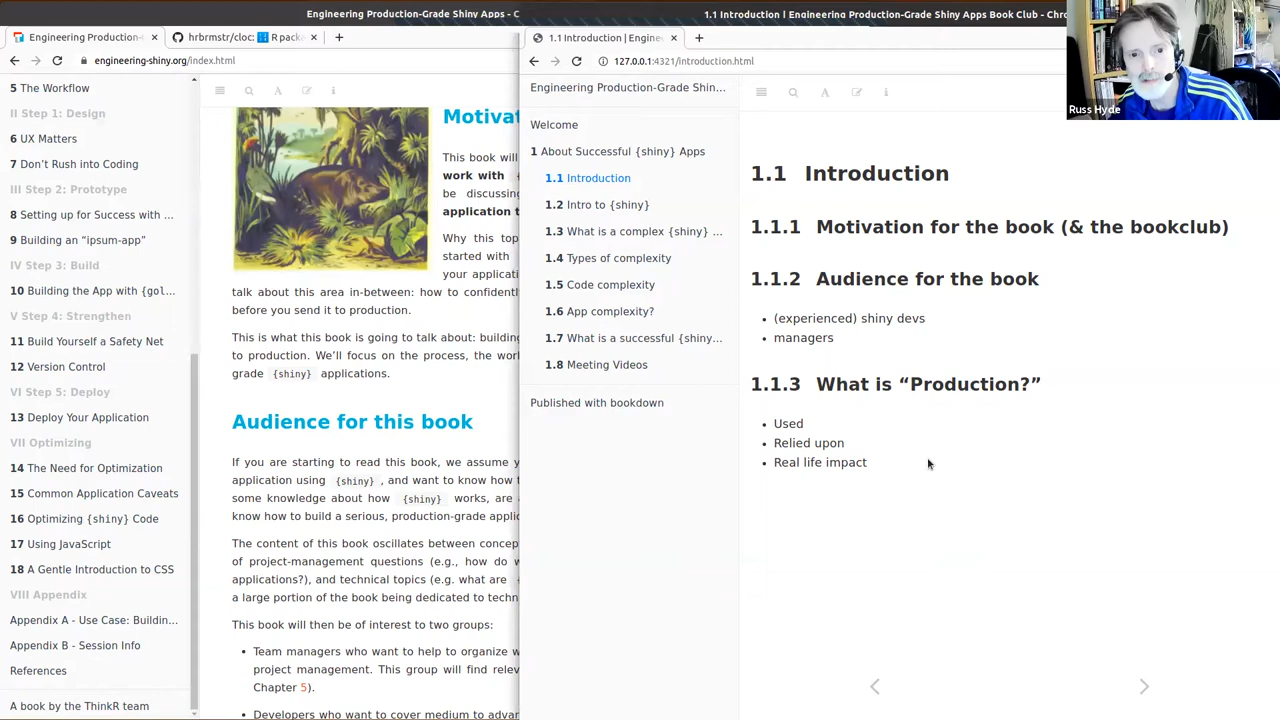 Engineering Production-Grade Shiny Apps - C
Engineering Production-
hrbrmstr/cloc: R packa
engineering-shiny.org/index.html
5 The Workflow
II Step 1: Design
6 UX Matters
7 Don't Rush into Coding
III Step 2: Prototype
8 Setting up for Success with ...
9 Building an “ipsum-app”
IV Step 3: Build
10 Building the App with {gol...
V Step 4: Strengthen
11 Build Yourself a Safety Net
12 Version Control
VI Step 5: Deploy
13 Deploy Your Application
VII Optimizing
14 The Need for Optimization
15 Common Application Caveats
16 Optimizing {shiny} Code
17 Using JavaScript
18 A Gentle Introduction to CSS
VIII Appendix
Appendix A - Use Case: Buildin...
Appendix B - Session Info
References
A book by the ThinkR team
Motivat
This book will
work with
be discussing
application t
Why this top
started with
your applicati
talk about this area in-between: how to confidentl
before you send it to production.
This is what this book is going to talk about: building
to production. We'll focus on the process, the wor
grade {shiny} applications.
Audience for this book
If you are starting to read this book, we assume y
application using {shiny} , and want to know how t
some knowledge about how {shiny} works, are
know how to build a serious, production-grade applic
The content of this book oscillates between concep
of project-management questions (e.g., how do w
applications?), and technical topics (e.g. what are
a large portion of the book being dedicated to techn
This book will then be of interest to two groups:
• Team managers who want to help to organize w
project management. This group will find relev
Chapter 5).
• Developers who want to cover medium to advan
1.1 Introduction | Engineering Production-Grade Shiny Apps Book Club - Chro
1.1 Introduction | Engine
127.0.0.1:4321/introduction.html
Engineering Production-Grade Shin...
Welcome
1 About Successful {shiny} Apps
1.1 Introduction
1.2 Intro to {shiny}
1.3 What is a complex {shiny} ...
1.4 Types of complexity
1.5 Code complexity
1.6 App complexity?
1.7 What is a successful {shiny...
1.8 Meeting Videos
Published with bookdown
1.1 Introduction
1.1.1 Motivation for the book (& the bookclub)
1.1.2 Audience for the book
• (experienced) shiny devs
• managers
1.1.3 What is “Production?”
• Used
• Relied upon
• Real life impact
Russ Hyde